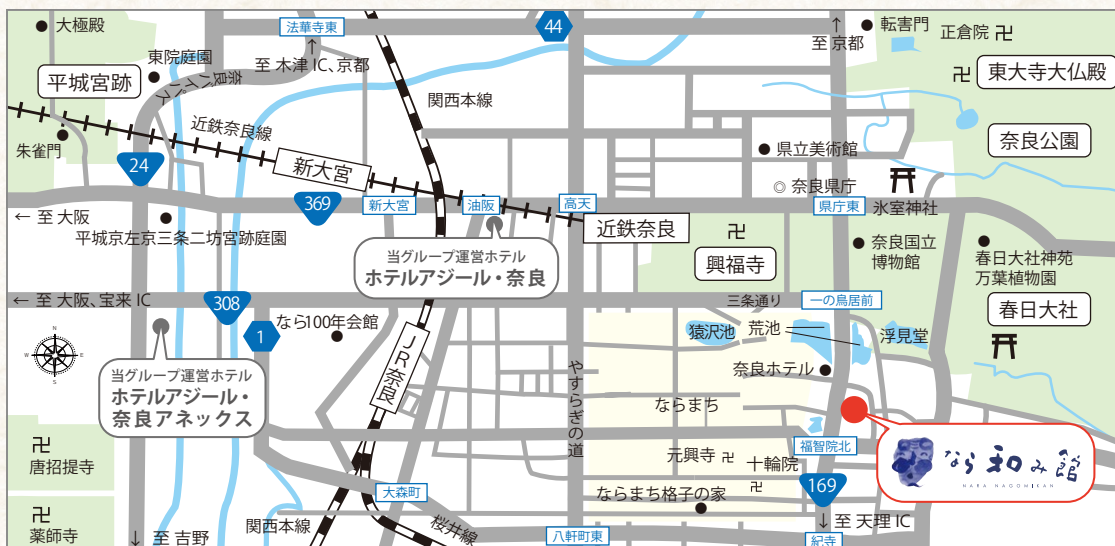 大極殿
法華寺東
44
↑
至 京都
転害門
正倉院
東院庭園
↑
至 木津 IC、京都
東大寺大仏殿
平城宮跡
奈良バイパス
関西本線
近鉄奈良線
奈良公園
朱雀門
24
新大宮
県立美術館
◎ 奈良県庁
369
新大宮
油阪
高天
県庁東
氷室神社
← 至 大阪
平城京左京三条二坊宮跡庭園
近鉄奈良
当グループ運営ホテル
ホテルアジール・奈良
興福寺
奈良国立
博物館
春日大社神苑
万葉植物園
← 至 大阪、宝来 IC
308
三条通り
一の鳥居前
春日大社
N
W
E
S
1
なら100年会館
猿沢池
荒池
浮見堂
JR奈良
やすらぎの道
奈良ホテル
当グループ運営ホテル
ホテルアジール・
奈良アネックス
ならまち
福智院北
なら和み館
NARA NAGOMIKAN
唐招提寺
元興寺
十輪院
大森町
ならまち格子の家
169
薬師寺
↓ 至 吉野
関西本線
桜井線
八軒町東
↓ 至 天理 IC
紀寺